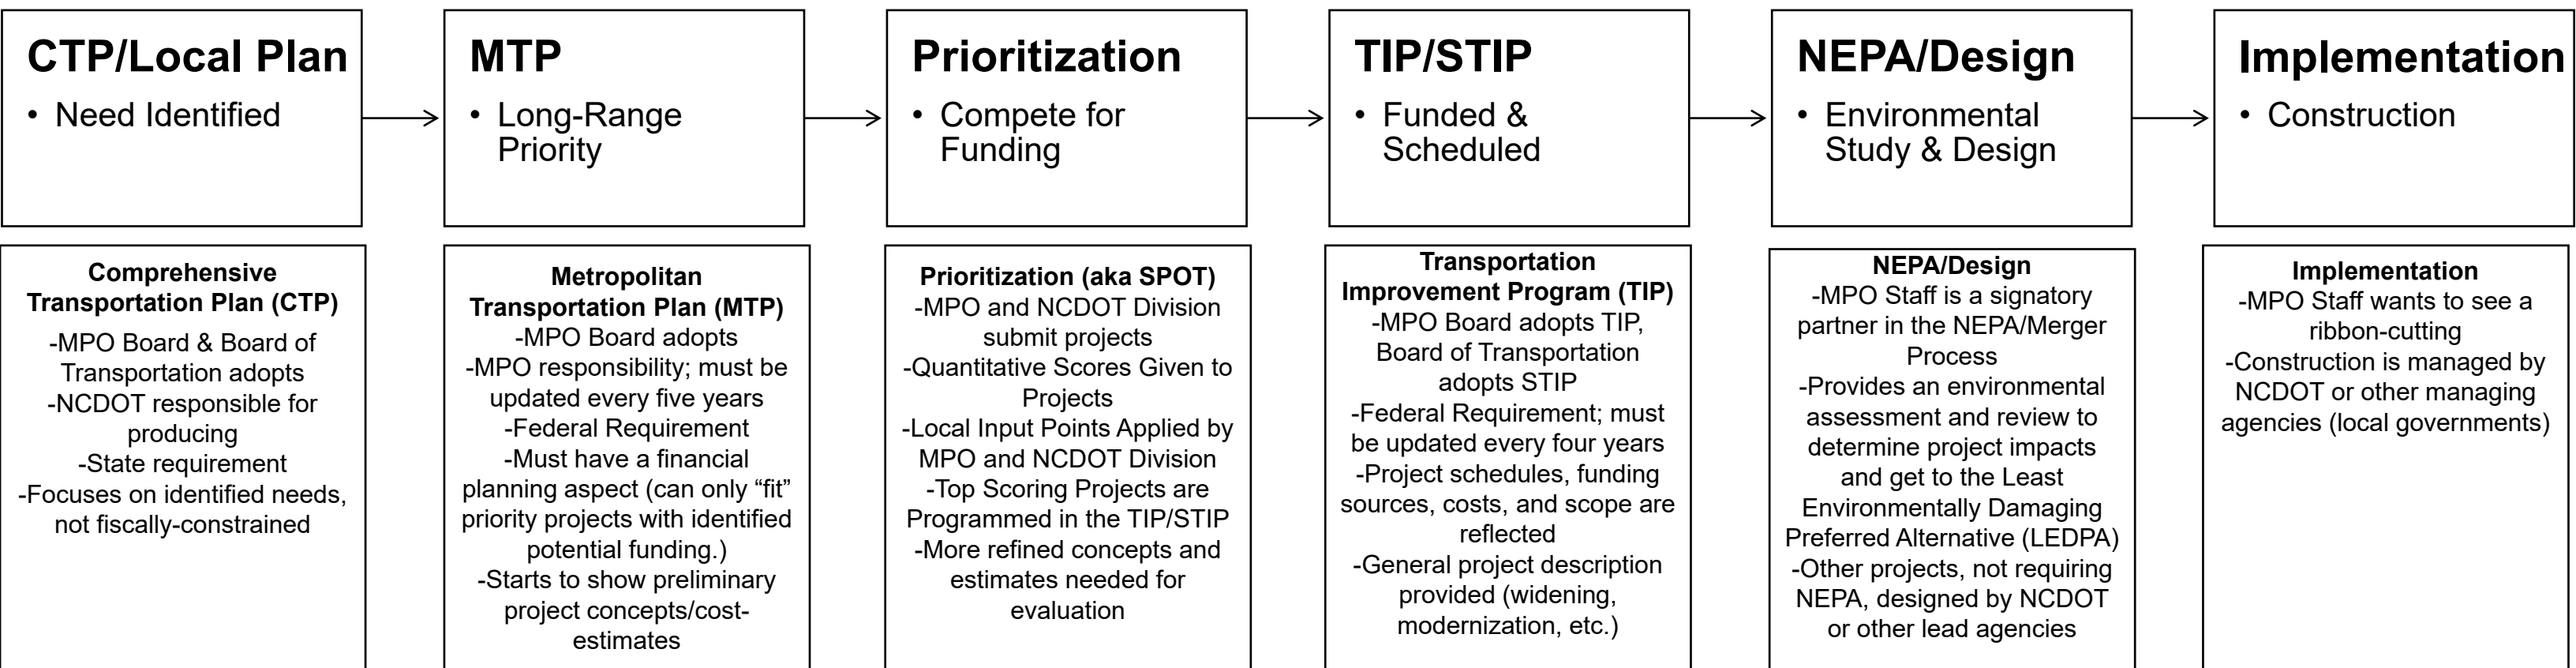 CTP/Local Plan
• Need Identified
MTP
• Long-Range
Priority
Prioritization
• Compete for
Funding
TIP/STIP
• Funded &
Scheduled
NEPA/Design
• Environmental
Study & Design
Implementation
• Construction
Comprehensive
Transportation Plan (CTP)
-MPO Board & Board of
Transportation adopts
-NCDOT responsible for
producing
-State requirement
-Focuses on identified needs,
not fiscally-constrained
Metropolitan
Transportation Plan (MTP)
-MPO Board adopts
-MPO responsibility; must be
updated every five years
-Federal Requirement
-Must have a financial
planning aspect (can only “fit”
priority projects with identified
potential funding.)
-Starts to show preliminary
project concepts/cost-
estimates
Prioritization (aka SPOT)
-MPO and NCDOT Division
submit projects
-Quantitative Scores Given to
Projects
-Local Input Points Applied by
MPO and NCDOT Division
-Top Scoring Projects are
Programmed in the TIP/STIP
-More refined concepts and
estimates needed for
evaluation
Transportation
Improvement Program (TIP)
-MPO Board adopts TIP,
Board of Transportation
adopts STIP
-Federal Requirement; must
be updated every four years
-Project schedules, funding
sources, costs, and scope are
reflected
-General project description
provided (widening,
modernization, etc.)
NEPA/Design
-MPO Staff is a signatory
partner in the NEPA/Merger
Process
-Provides an environmental
assessment and review to
determine project impacts
and get to the Least
Environmentally Damaging
Preferred Alternative (LEDPA)
-Other projects, not requiring
NEPA, designed by NCDOT
or other lead agencies
Implementation
-MPO Staff wants to see a
ribbon-cutting
-Construction is managed by
NCDOT or other managing
agencies (local governments)